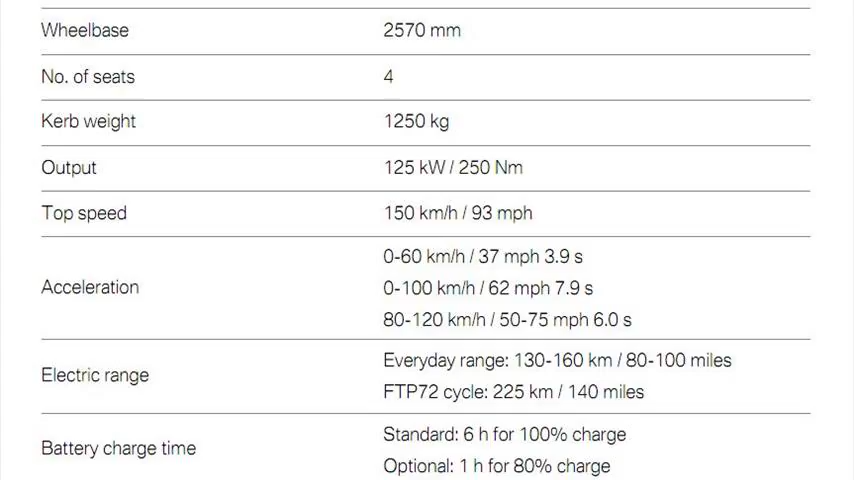 Wheelbase 2570 mm
No. of seats 4
Kerb weight 1250 kg
Output 125 kW / 250 Nm
Top speed 150 km/h / 93 mph
Acceleration
0-60 km/h / 37 mph 3.9 s
0-100 km/h / 62 mph 7.9 s
80-120 km/h / 50-75 mph 6.0 s
Electric range
Everyday range: 130-160 km / 80-100 miles
FTP72 cycle: 225 km / 140 miles
Battery charge time
Standard: 6 h for 100% charge
Optional: 1 h for 80% charge